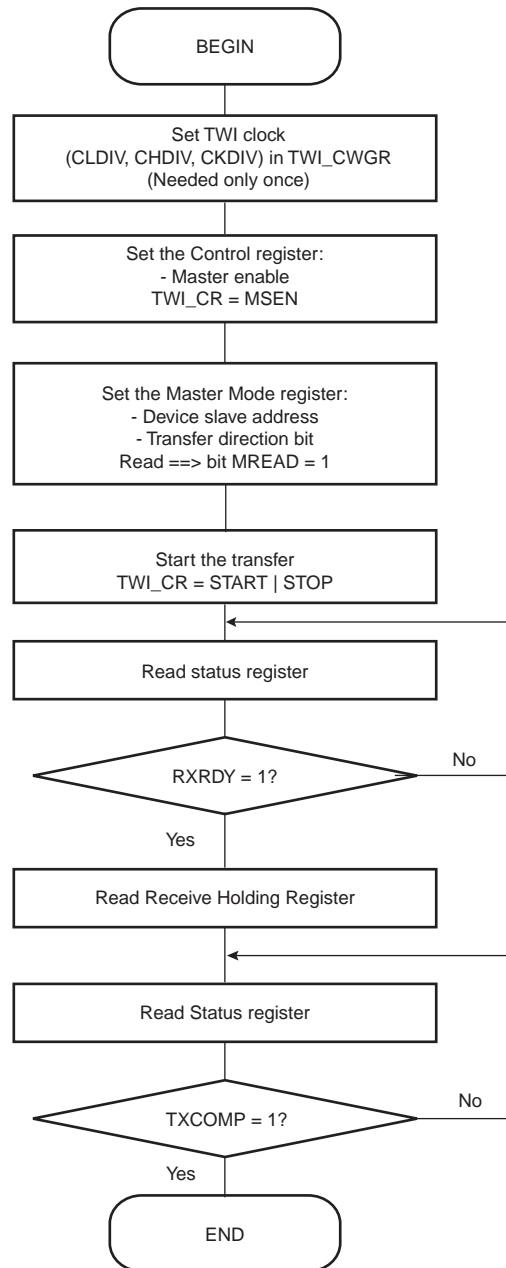 BEGIN
Set TWI clock
(CLDIV, CHDIV, CKDIV) in TWI_CWGR
(Needed only once)
Set the Control register:
- Master enable
TWI_CR = MSEN
Set the Master Mode register:
- Device slave address
- Transfer direction bit
Read ==> bit MREAD = 1
Start the transfer
TWI_CR = START | STOP
Read status register
RXRDY = 1?
No
Yes
Read Receive Holding Register
Read Status register
TXCOMP = 1?
No
Yes
END